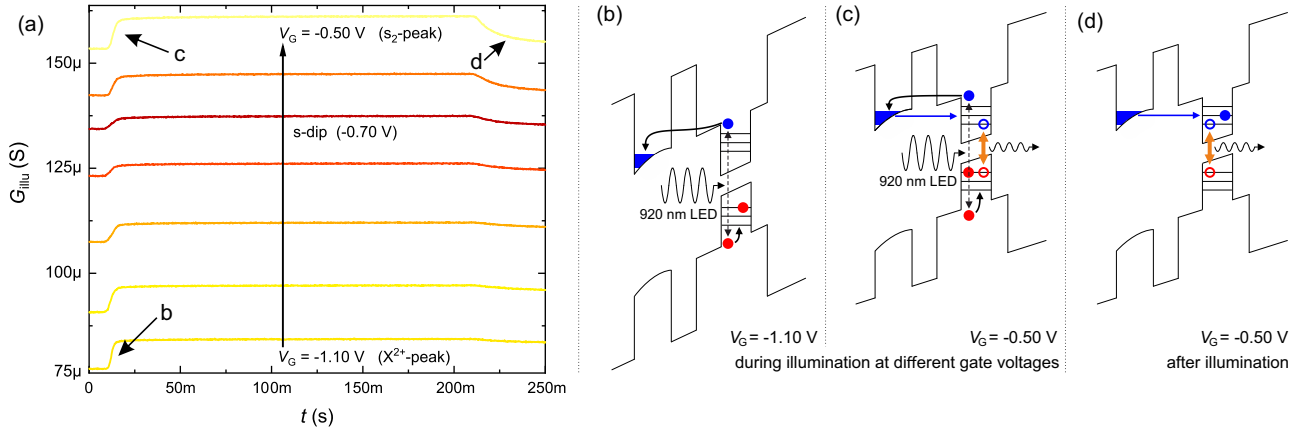 (a)
V_G = -0.50 V (s₂-peak)
c
d
150µ
s-dip (-0.70 V)
125µ
G_illu (S)
100µ
b
V_G = -1.10 V (X²⁺-peak)
75µ
0 50m 100m 150m 200m 250m
t (s)
(b)
920 nm LED
V_G = -1.10 V
(c)
920 nm LED
V_G = -0.50 V
during illumination at different gate voltages
(d)
V_G = -0.50 V
after illumination